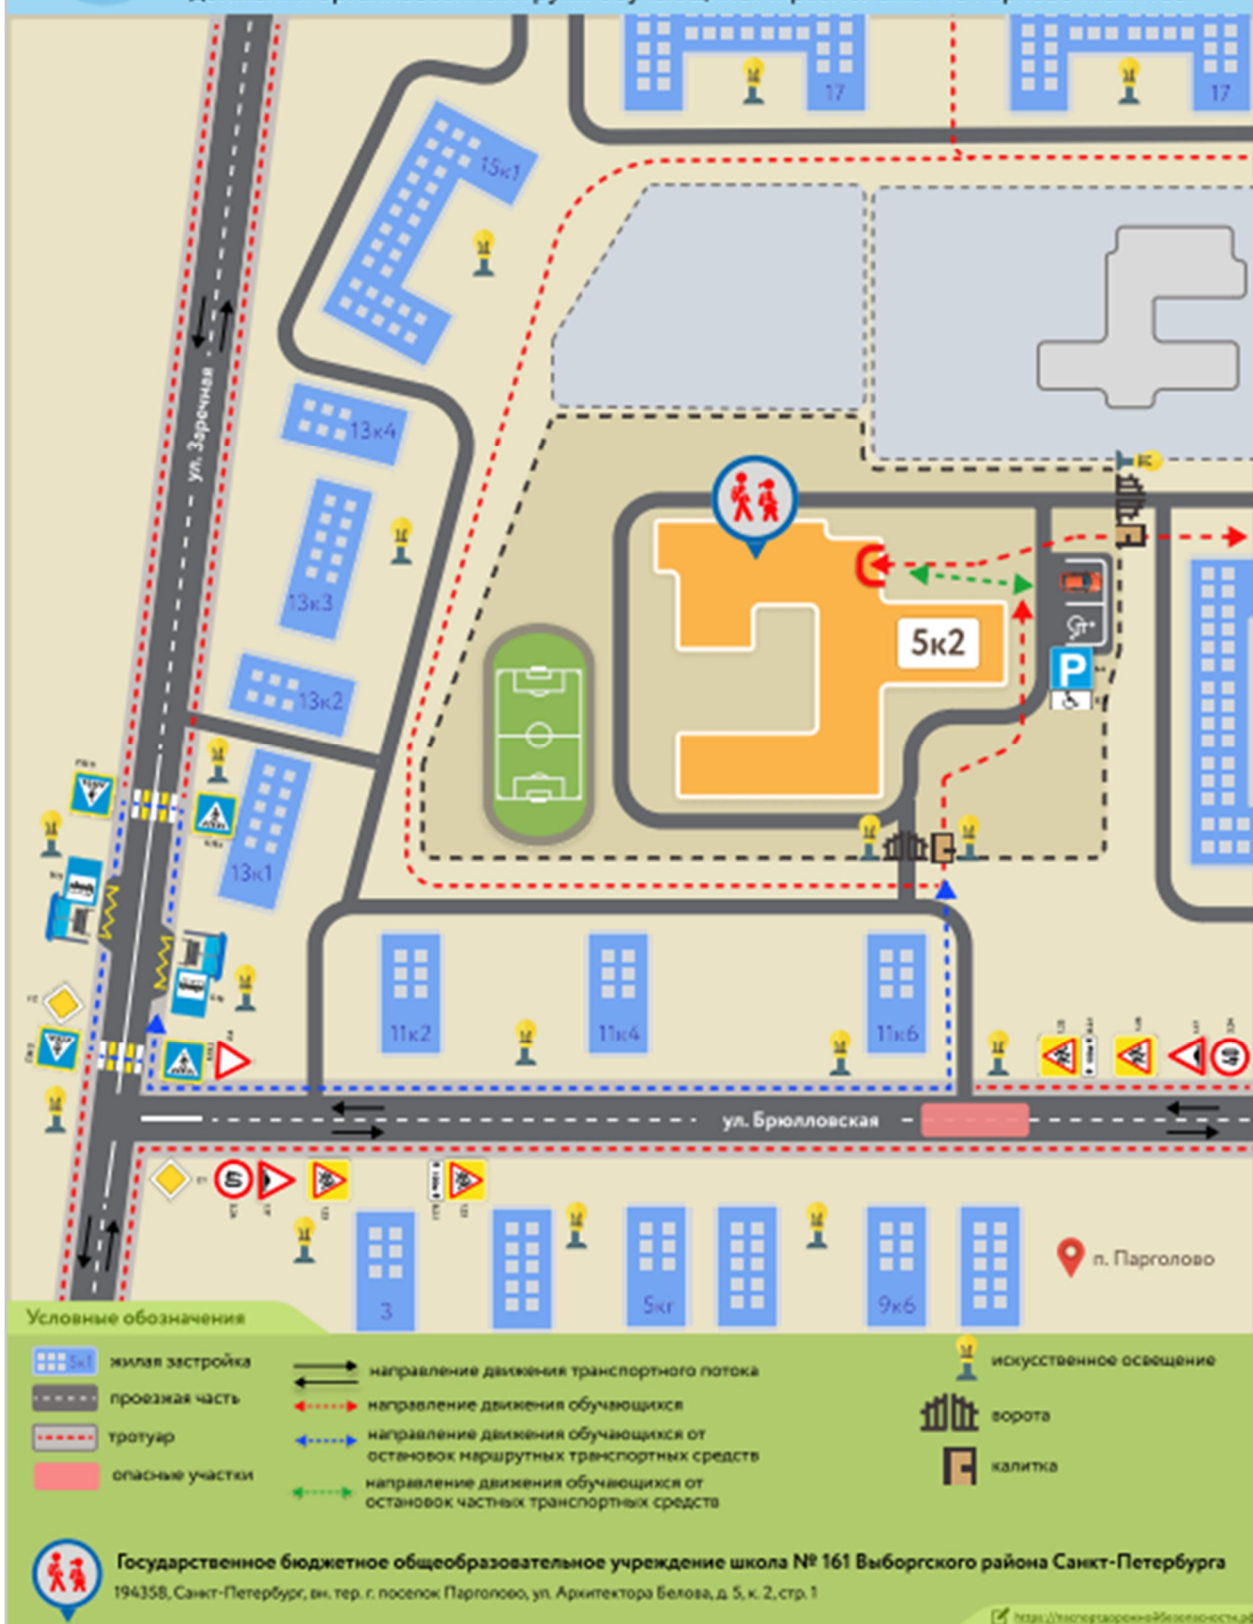 17
17
15к1
13к4
ул. Заречная
13к3
13к2
13к1
5к2
P
11к2
11к4
11к6
40
ул. Брюлловская
3
5кг
9к6
п. Парголово
Условные обозначения
5к1 жилая застройка
проезжая часть
тротуар
опасные участки
направление движения транспортного потока
направление движения обучающихся
направление движения обучающихся от
остановок маршрутных транспортных средств
направление движения обучающихся от
остановок частных транспортных средств
искусственное освещение
ворота
калитка
Государственное бюджетное общеобразовательное учреждение школа № 161 Выборгского района Санкт-Петербурга
194358, Санкт-Петербург, вн. тер. г. поселок Парголово, ул. Архитектора Белова, д. 5, к. 2, стр. 1